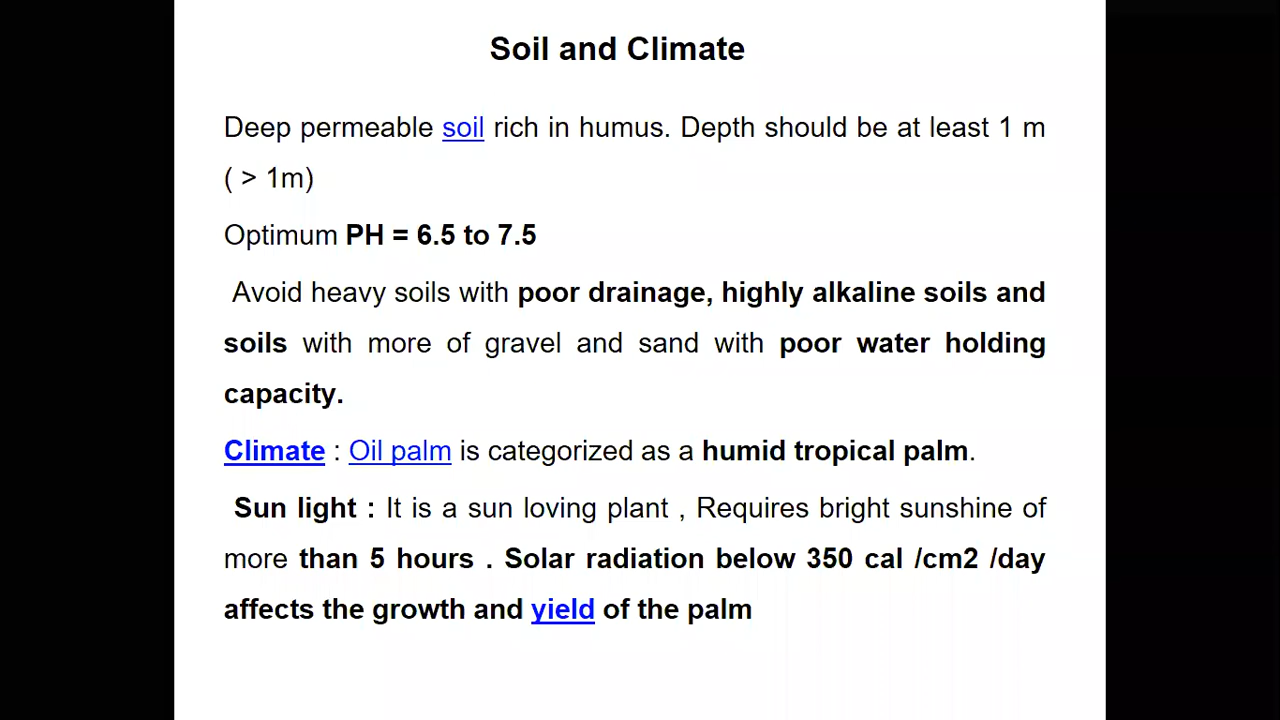 Soil and Climate
Deep permeable soil rich in humus. Depth should be at least 1 m
( > 1m)
Optimum PH = 6.5 to 7.5
Avoid heavy soils with poor drainage, highly alkaline soils and
soils with more of gravel and sand with poor water holding
capacity.
Climate : Oil palm is categorized as a humid tropical palm.
Sun light : It is a sun loving plant , Requires bright sunshine of
more than 5 hours . Solar radiation below 350 cal /cm2 /day
affects the growth and yield of the palm